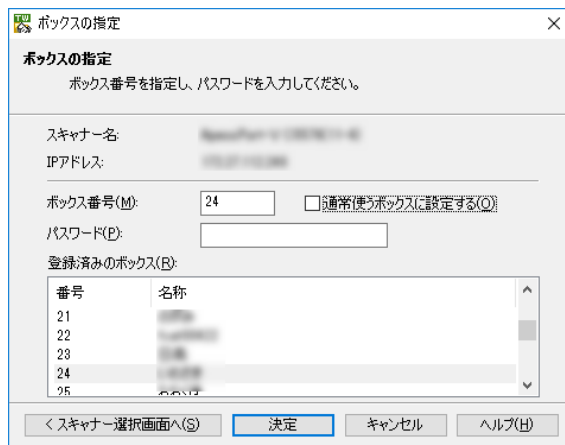 ボックスの指定
ボックスの指定
ボックス番号を指定し、パスワードを入力してください。
スキャナー名:
IPアドレス:
ボックス番号(M): 24 通常使うボックスに設定する(O)
パスワード(P):
登録済みのボックス(R):
番号 名称
21
22
23
24
25
< スキャナー選択画面へ(S) 決定 キャンセル ヘルプ(H)